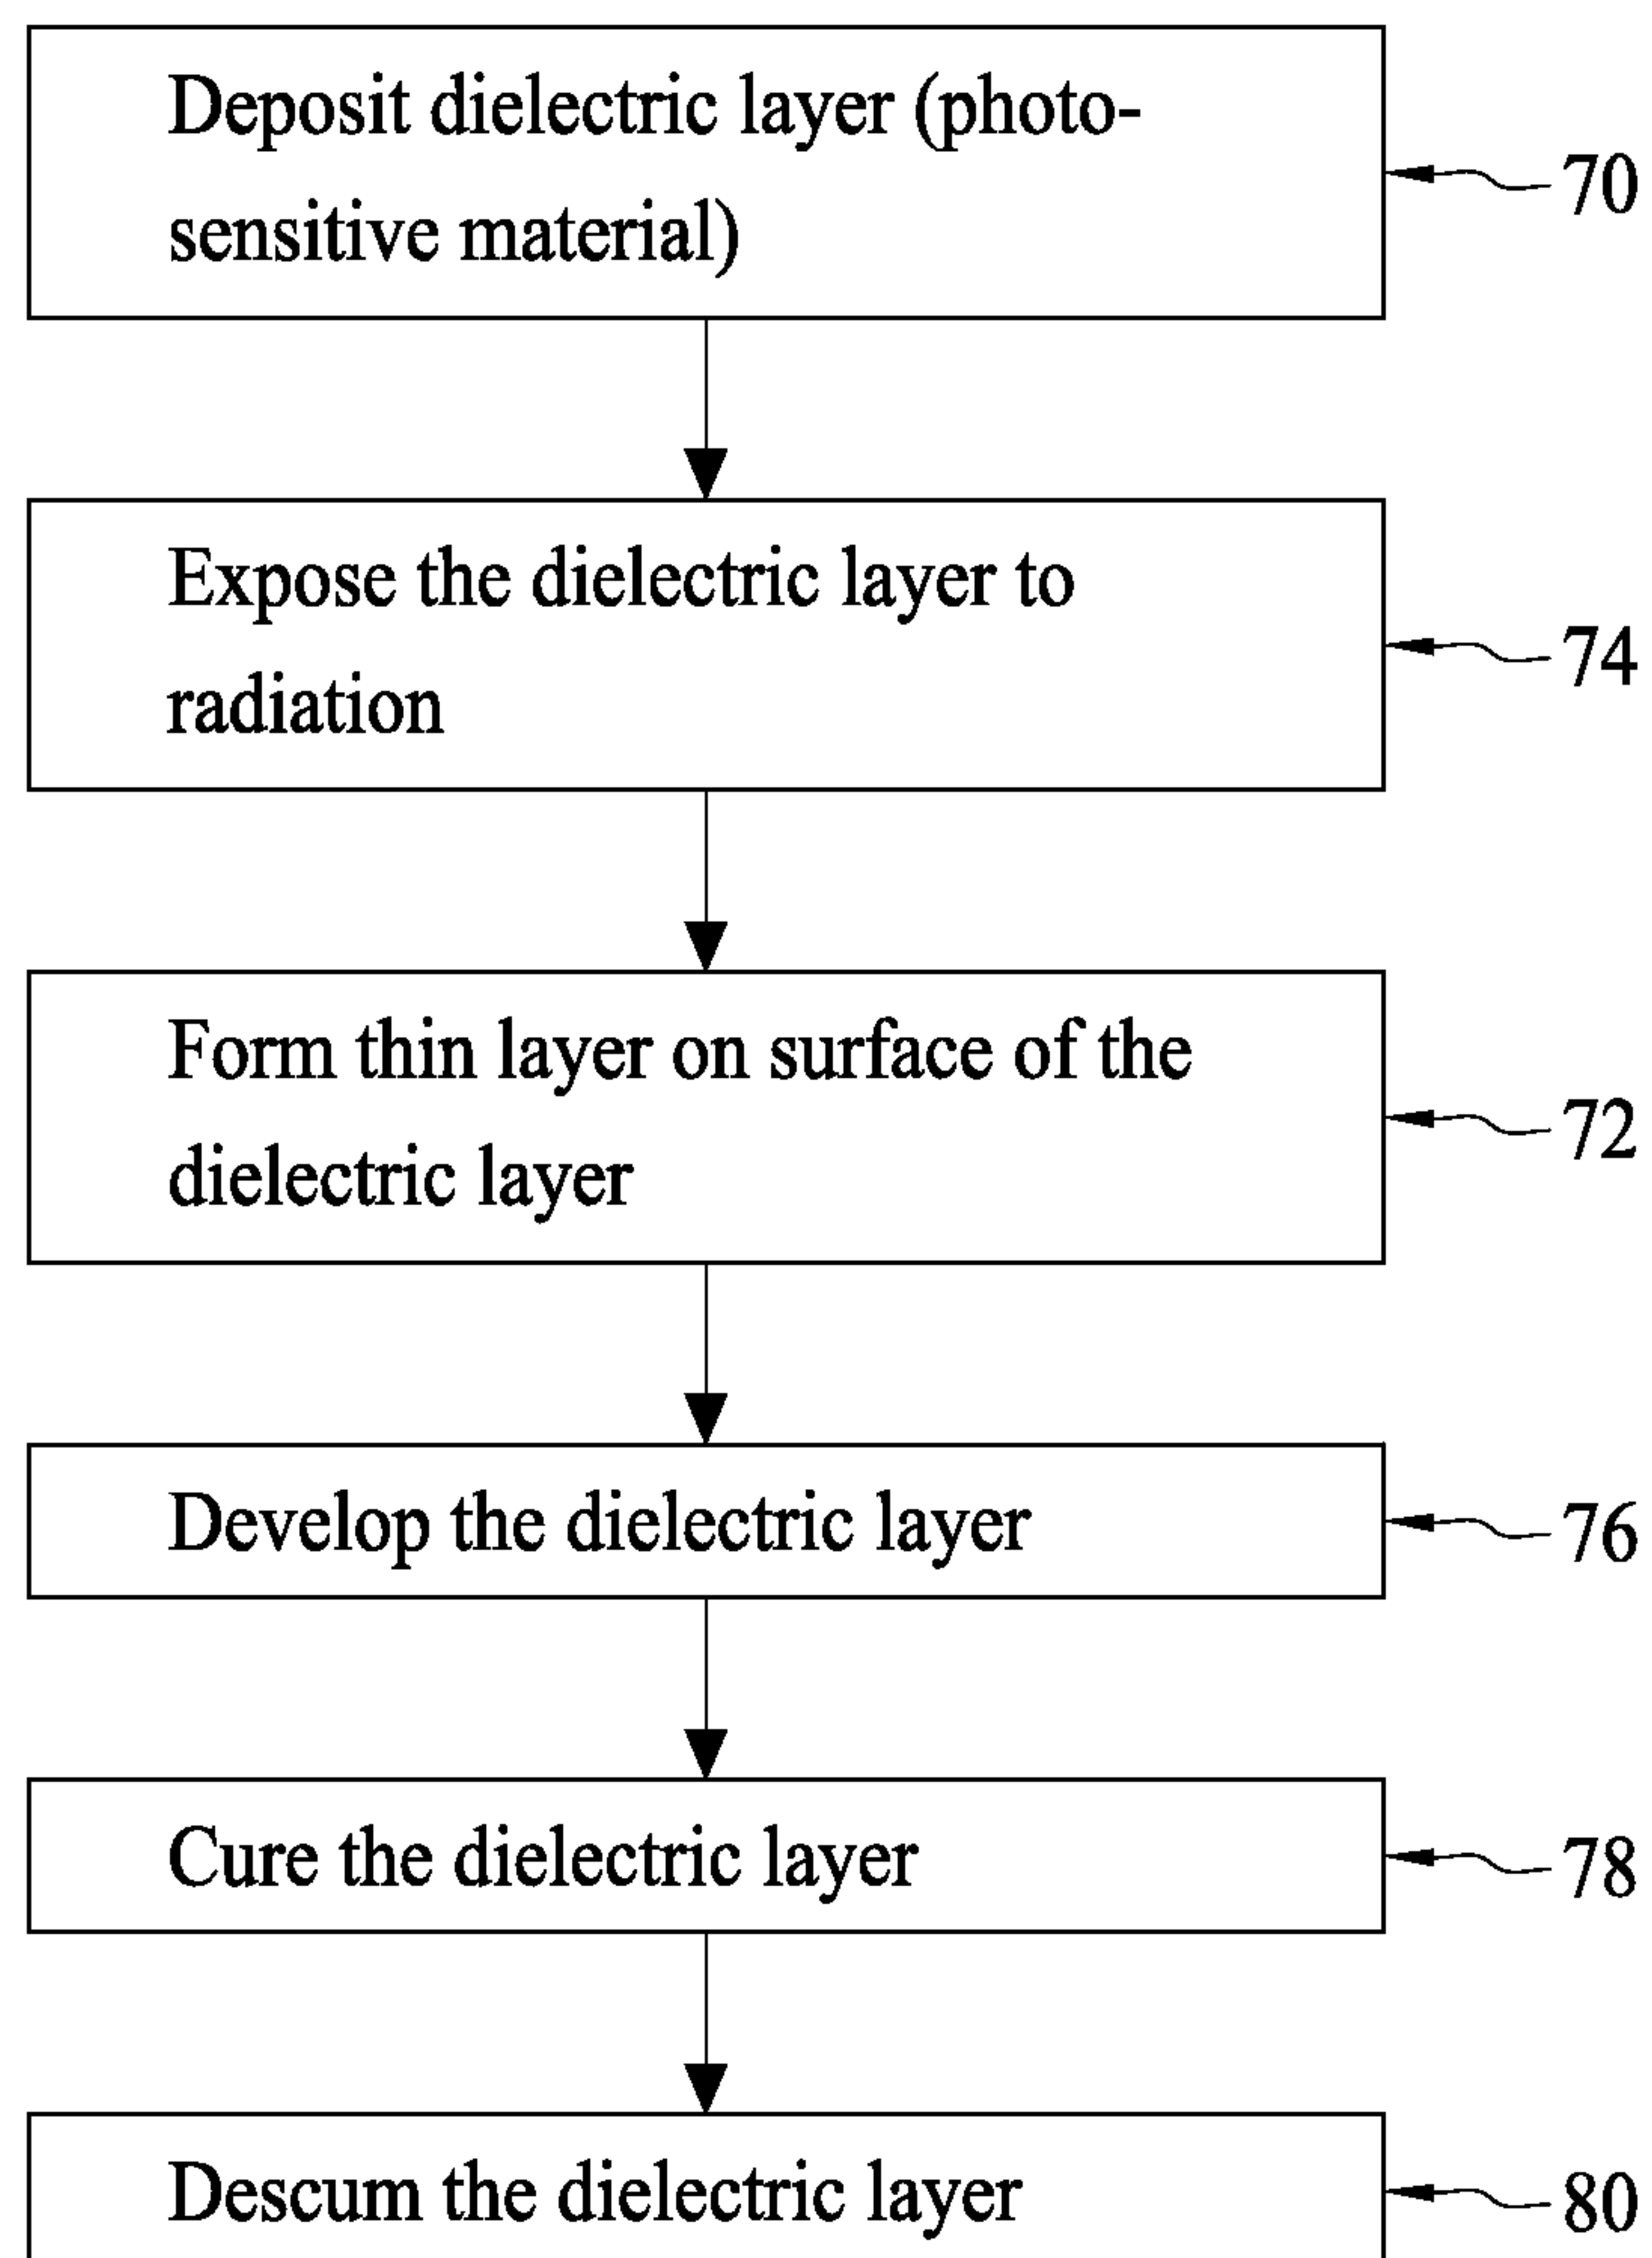 Deposit dielectric layer (photo-
sensitive material)
70
Expose the dielectric layer to
radiation
74
Form thin layer on surface of the
dielectric layer
72
Develop the dielectric layer
76
Cure the dielectric layer
78
Descum the dielectric layer
80